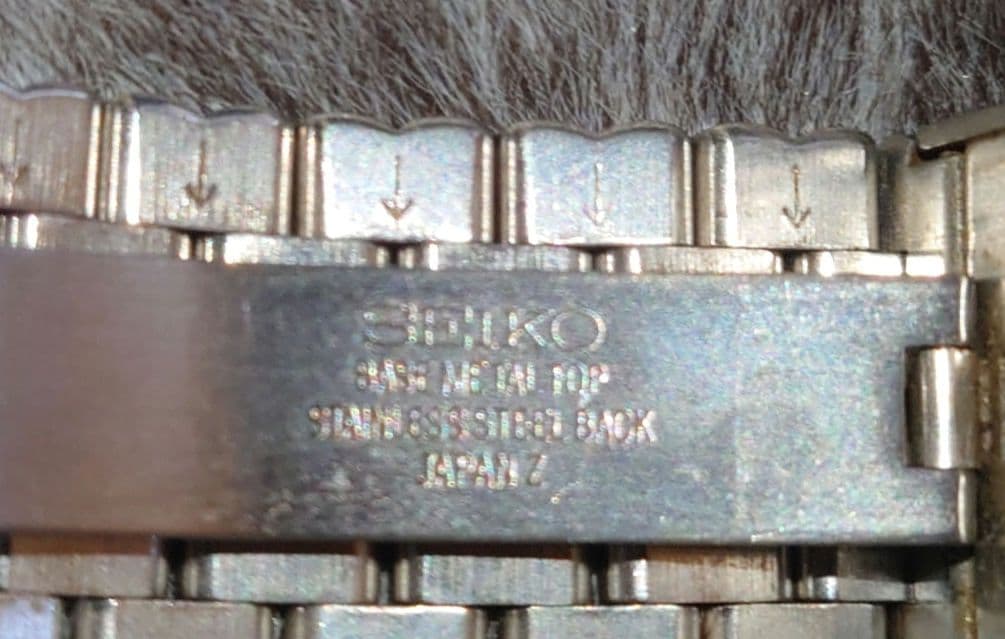 SEIKO
BASE METAL TOP
STAINLESS STEEL BACK
JAPAN Z